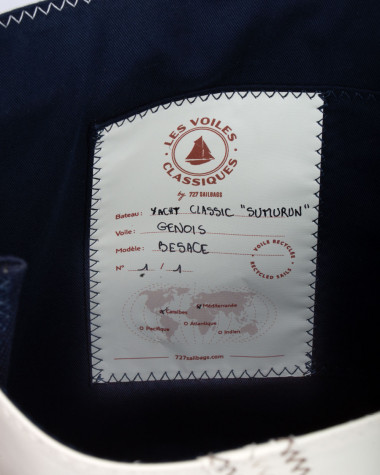 LES VOILES
CLASSIQUES
by 727 SAILBAGS
Bateau: YACHT CLASSIC "SUMURUN"
Voile: GENOIS
Modèle: BESACE
VOILE RECYCLÉE
RECYCLED SAILS
N° 1 / 1
Caraïbes
Méditerranée
Pacifique
Atlantique
Indien
727sailbags.com